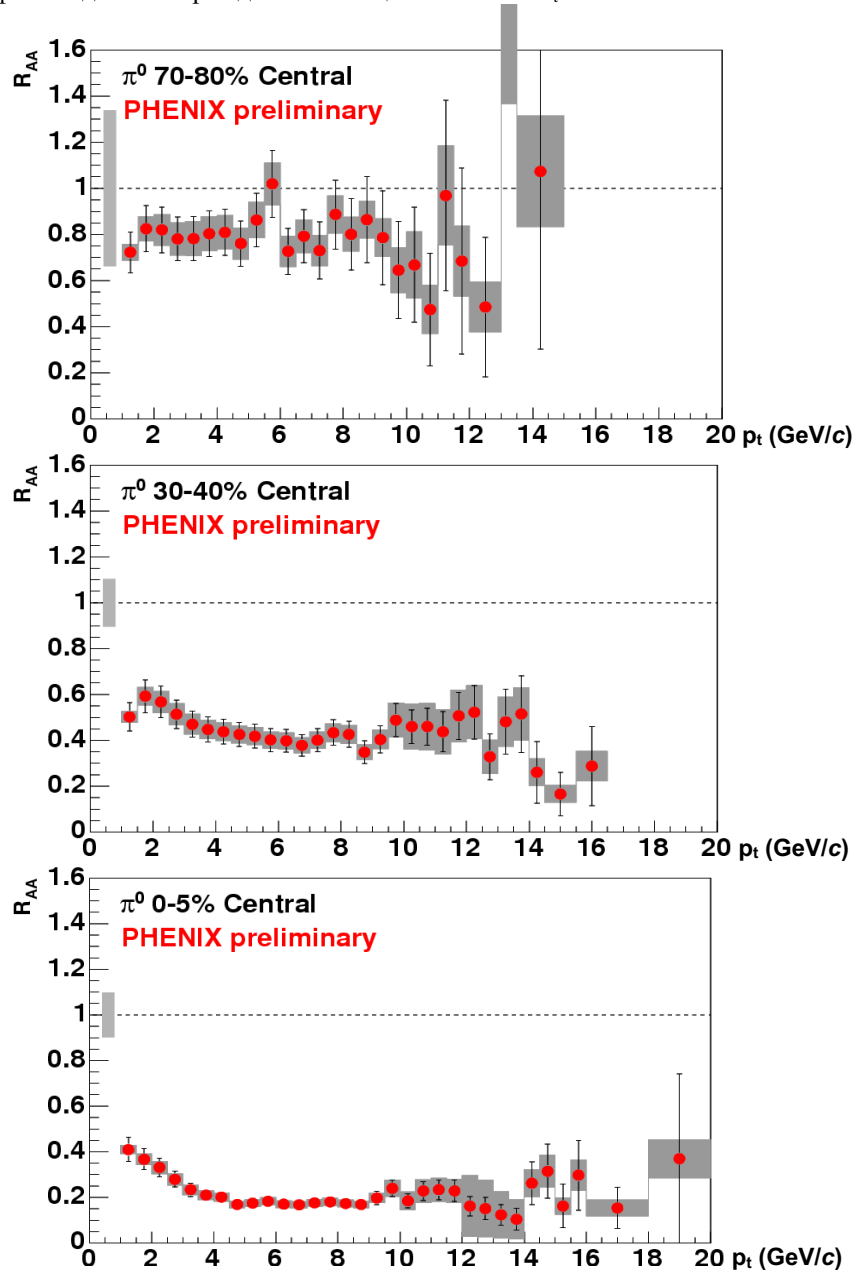 1.6
R_AA
π⁰ 70-80% Central
PHENIX preliminary
1.4
1.2
1
0.8
0.6
0.4
0.2
0
0 2 4 6 8 10 12 14 16 18 20 pₜ (GeV/c)
1.6
R_AA
π⁰ 30-40% Central
PHENIX preliminary
1.4
1.2
1
0.8
0.6
0.4
0.2
0
0 2 4 6 8 10 12 14 16 18 20 pₜ (GeV/c)
1.6
R_AA
π⁰ 0-5% Central
PHENIX preliminary
1.4
1.2
1
0.8
0.6
0.4
0.2
0
0 2 4 6 8 10 12 14 16 18 20 pₜ (GeV/c)